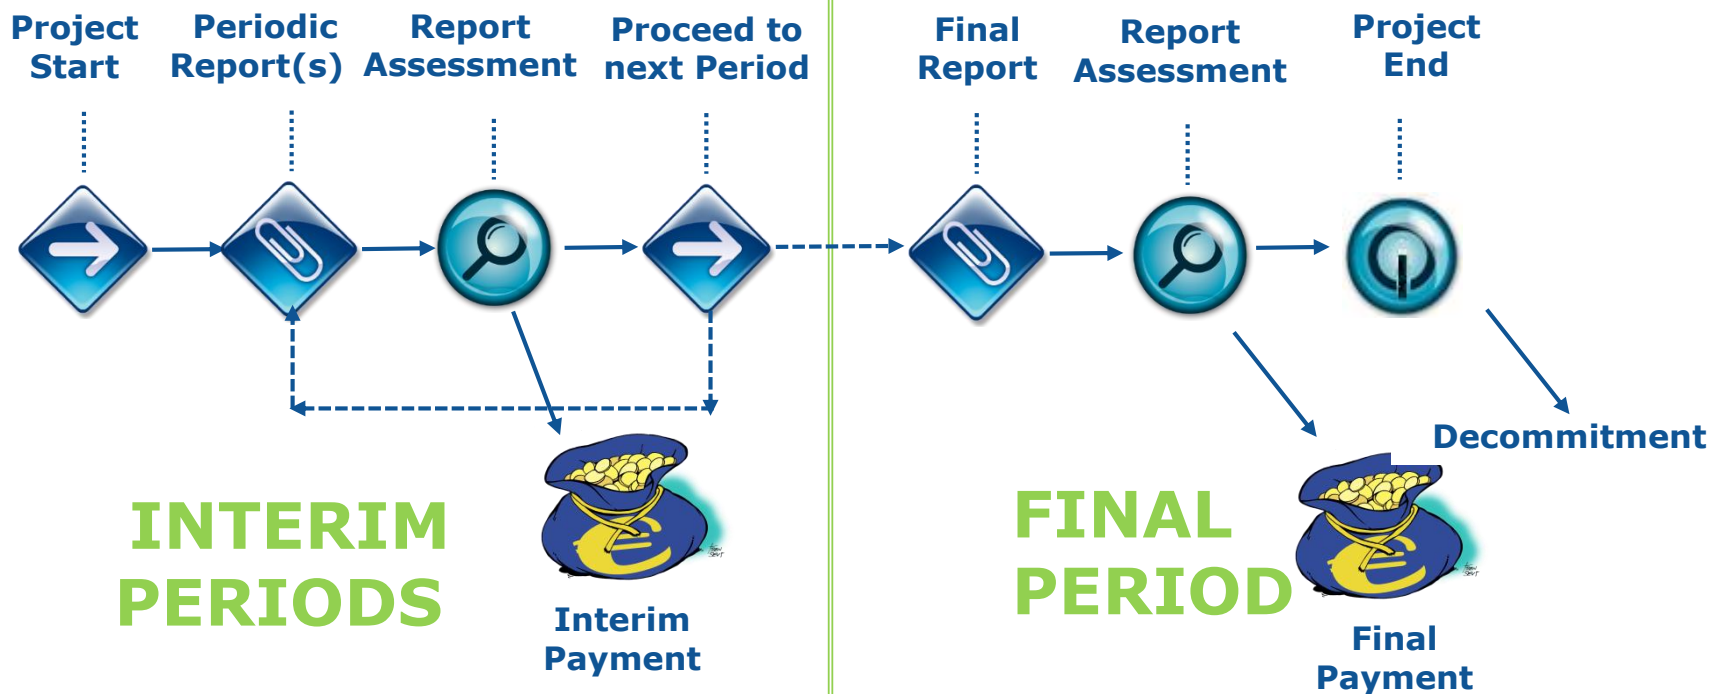 Project
Start
Periodic
Report(s)
Report
Assessment
Proceed to
next Period
Final
Report
Report
Assessment
Project
End
Decommitment
INTERIM
PERIODS
Interim
Payment
FINAL
PERIOD
Final
Payment